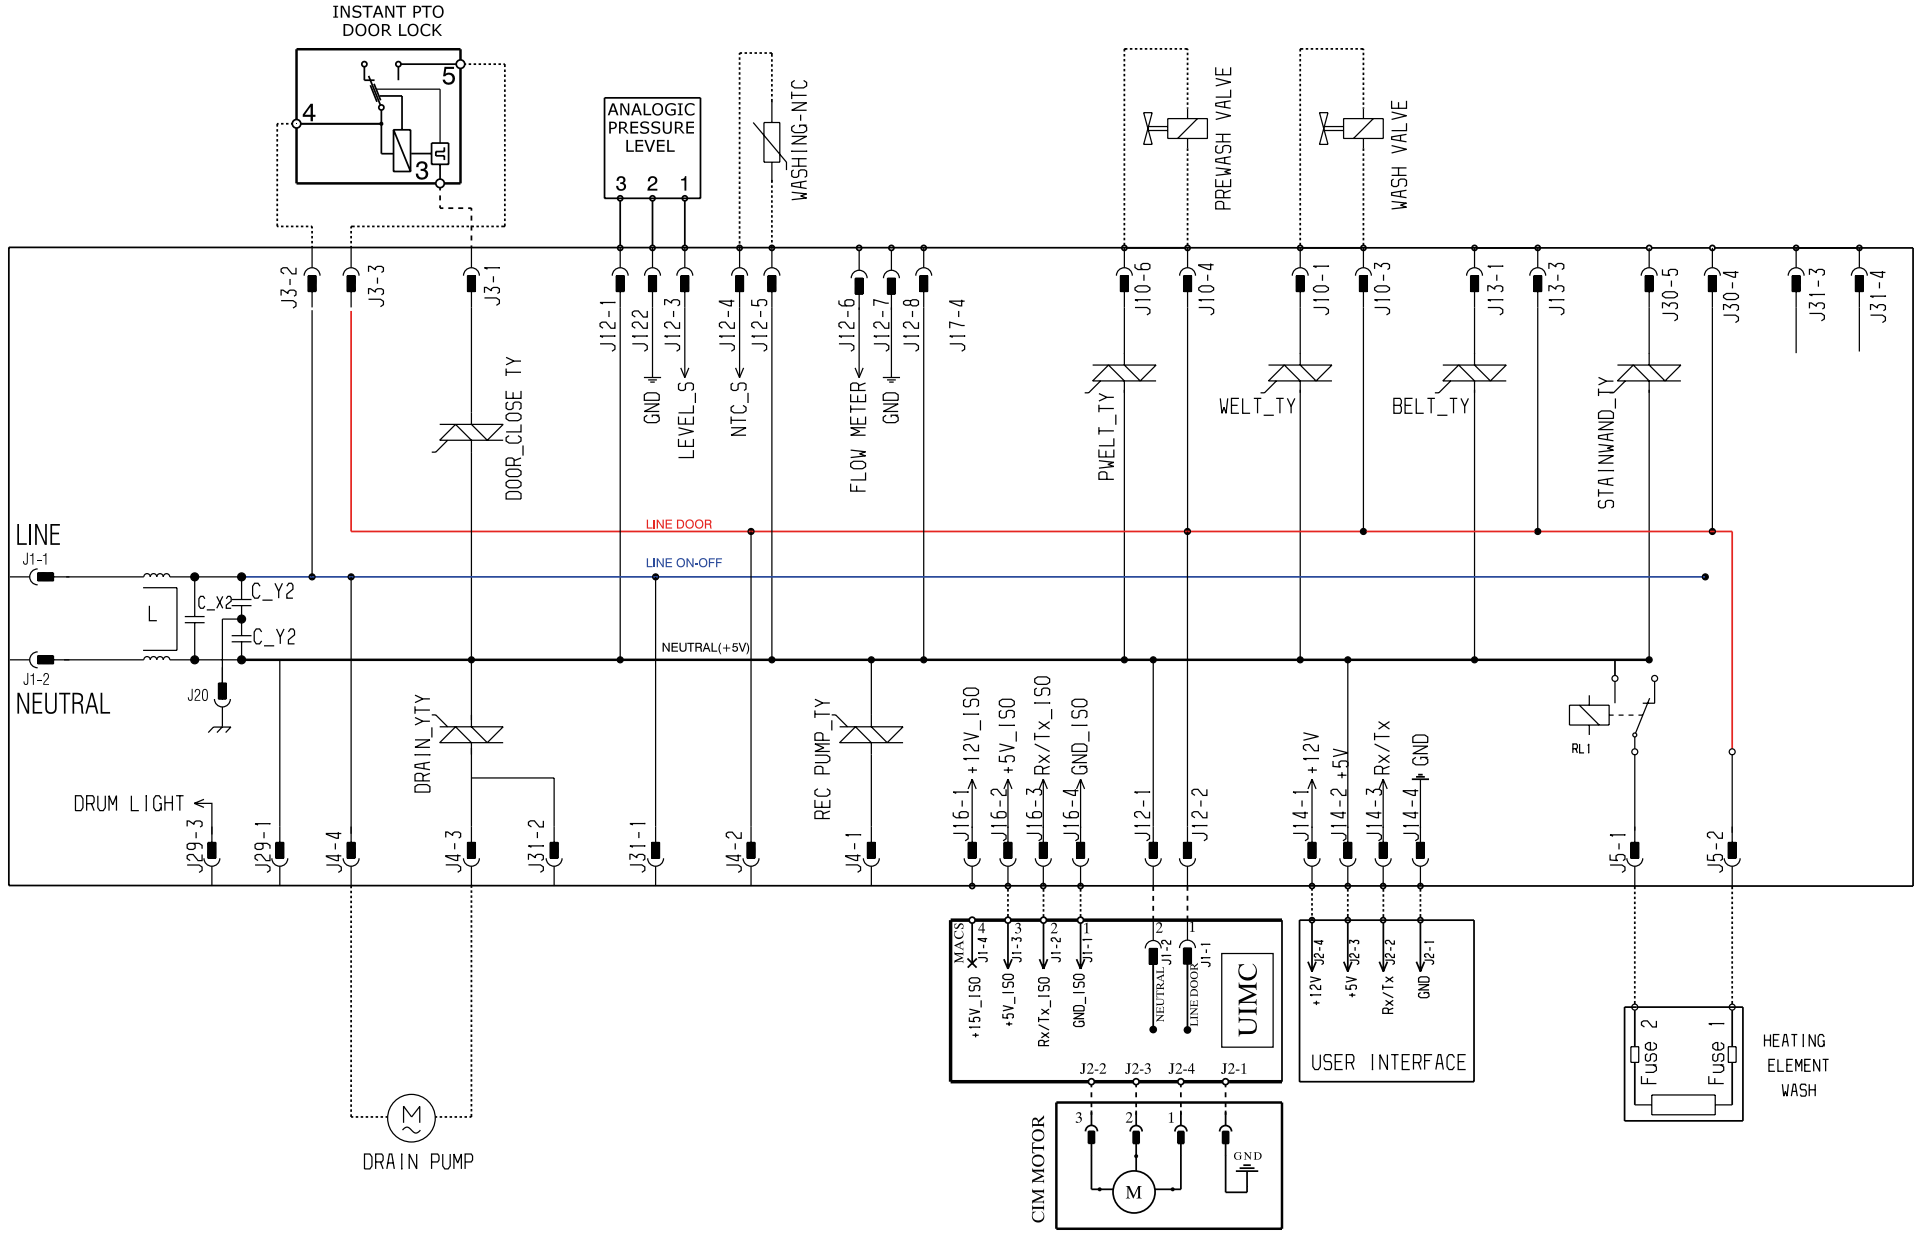 INSTANT PTO
DOOR LOCK
5
4
3
ANALOGIC
PRESSURE
LEVEL
3 2 1
WASHING-NTC
PREWASH VALVE
WASH VALVE
J3-2
J3-3
J3-1
J12-1
J122
J12-3
J12-4
J12-5
J12-6
J12-7
J12-8
J17-4
J10-6
J10-4
J10-1
J10-3
J13-1
J13-3
J30-5
J30-4
J31-3
J31-4
DOOR_CLOSE TY
GND
LEVEL_S
NTC_S
FLOW METER
GND
PWELT_TY
WELT_TY
BELT_TY
STAINWAND_TY
LINE
J1-1
LINE DOOR
LINE ON-OFF
L
C_X2
C_Y2
C_Y2
NEUTRAL(+5V)
J1-2
NEUTRAL
J20
DRAIN_YTY
REC PUMP_TY
+12V_ISO
+5V_ISO
Rx/Tx_ISO
GND_ISO
+12V
+5V
Rx/Tx
GND
RL1
DRUM LIGHT
J29-3
J29-1
J4-4
J4-3
J31-2
J31-1
J4-2
J4-1
J16-1
J16-2
J16-3
J16-4
J12-1
J12-2
J14-1
J14-2
J14-3
J14-4
J5-1
J5-2
MACS
4 3 2 1 2 1
J1-4
J1-3
J1-2
J1-1
J1-2
J1-1
+15V_ISO
+5V_ISO
Rx/Tx_ISO
GND_ISO
NEUTRAL
LINE DOOR
UIMC
J2-4
J2-3
J2-2
J2-1
+12V
+5V
Rx/Tx
GND
USER INTERFACE
J2-2 J2-3 J2-4 J2-1
3 2 1
GND
M
CIM MOTOR
Fuse 2
Fuse 1
HEATING
ELEMENT
WASH
M
DRAIN PUMP